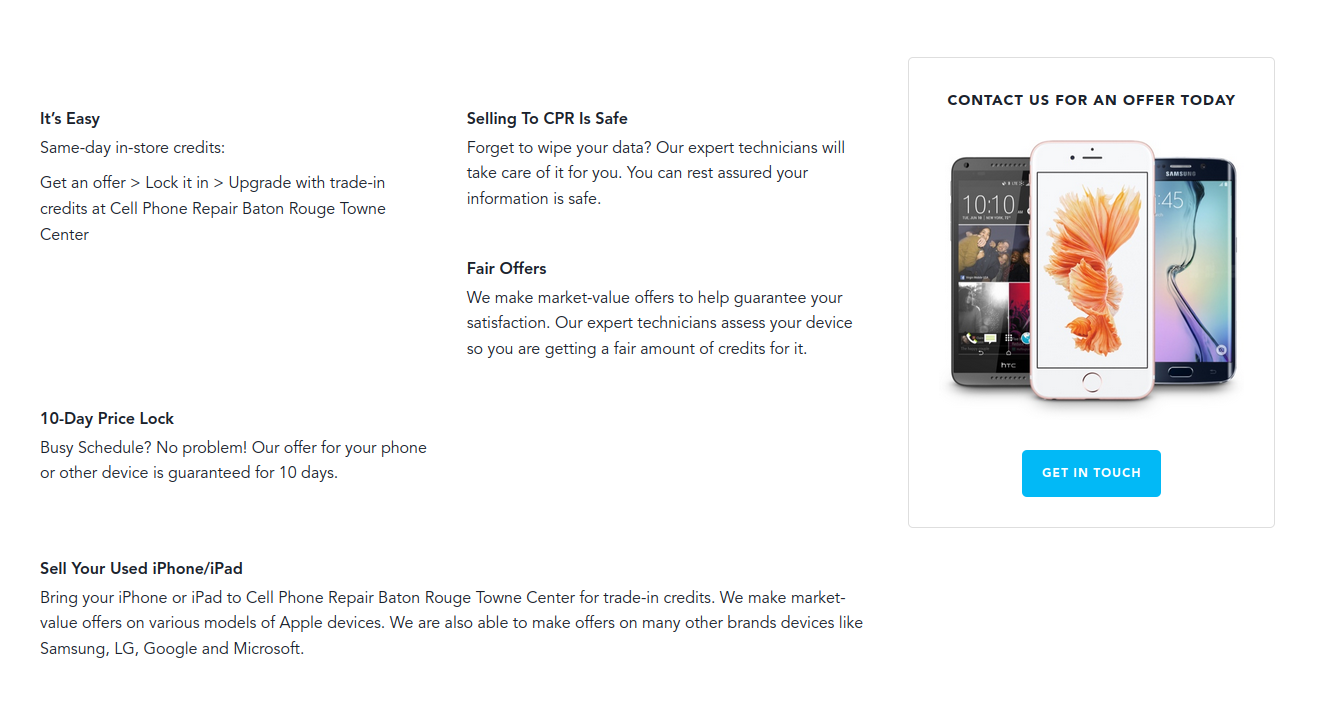 It's Easy
Same-day in-store credits:
Get an offer > Lock it in > Upgrade with trade-in
credits at Cell Phone Repair Baton Rouge Towne
Center
Selling To CPR Is Safe
Forget to wipe your data? Our expert technicians will
take care of it for you. You can rest assured your
information is safe.
Fair Offers
We make market-value offers to help guarantee your
satisfaction. Our expert technicians assess your device
so you are getting a fair amount of credits for it.
10-Day Price Lock
Busy Schedule? No problem! Our offer for your phone
or other device is guaranteed for 10 days.
Sell Your Used iPhone/iPad
Bring your iPhone or iPad to Cell Phone Repair Baton Rouge Towne Center for trade-in credits. We make market-
value offers on various models of Apple devices. We are also able to make offers on many other brands devices like
Samsung, LG, Google and Microsoft.
CONTACT US FOR AN OFFER TODAY
10:10
hTC
SAMSUNG
:45
GET IN TOUCH